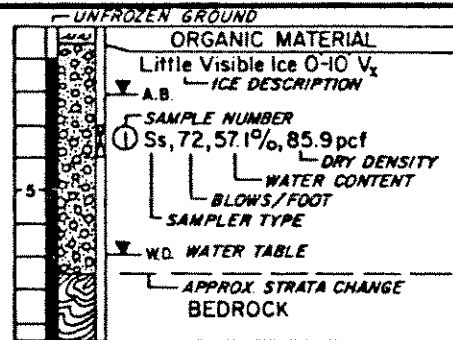 UNFROZEN GROUND
ORGANIC MATERIAL
Little Visible Ice 0-10' Vx
ICE DESCRIPTION
A.B.
SAMPLE NUMBER
1 Ss, 72, 57.1%, 85.9 pcf
DRY DENSITY
WATER CONTENT
5
BLOWS/FOOT
SAMPLER TYPE
W.D. WATER TABLE
APPROX. STRATA CHANGE
BEDROCK